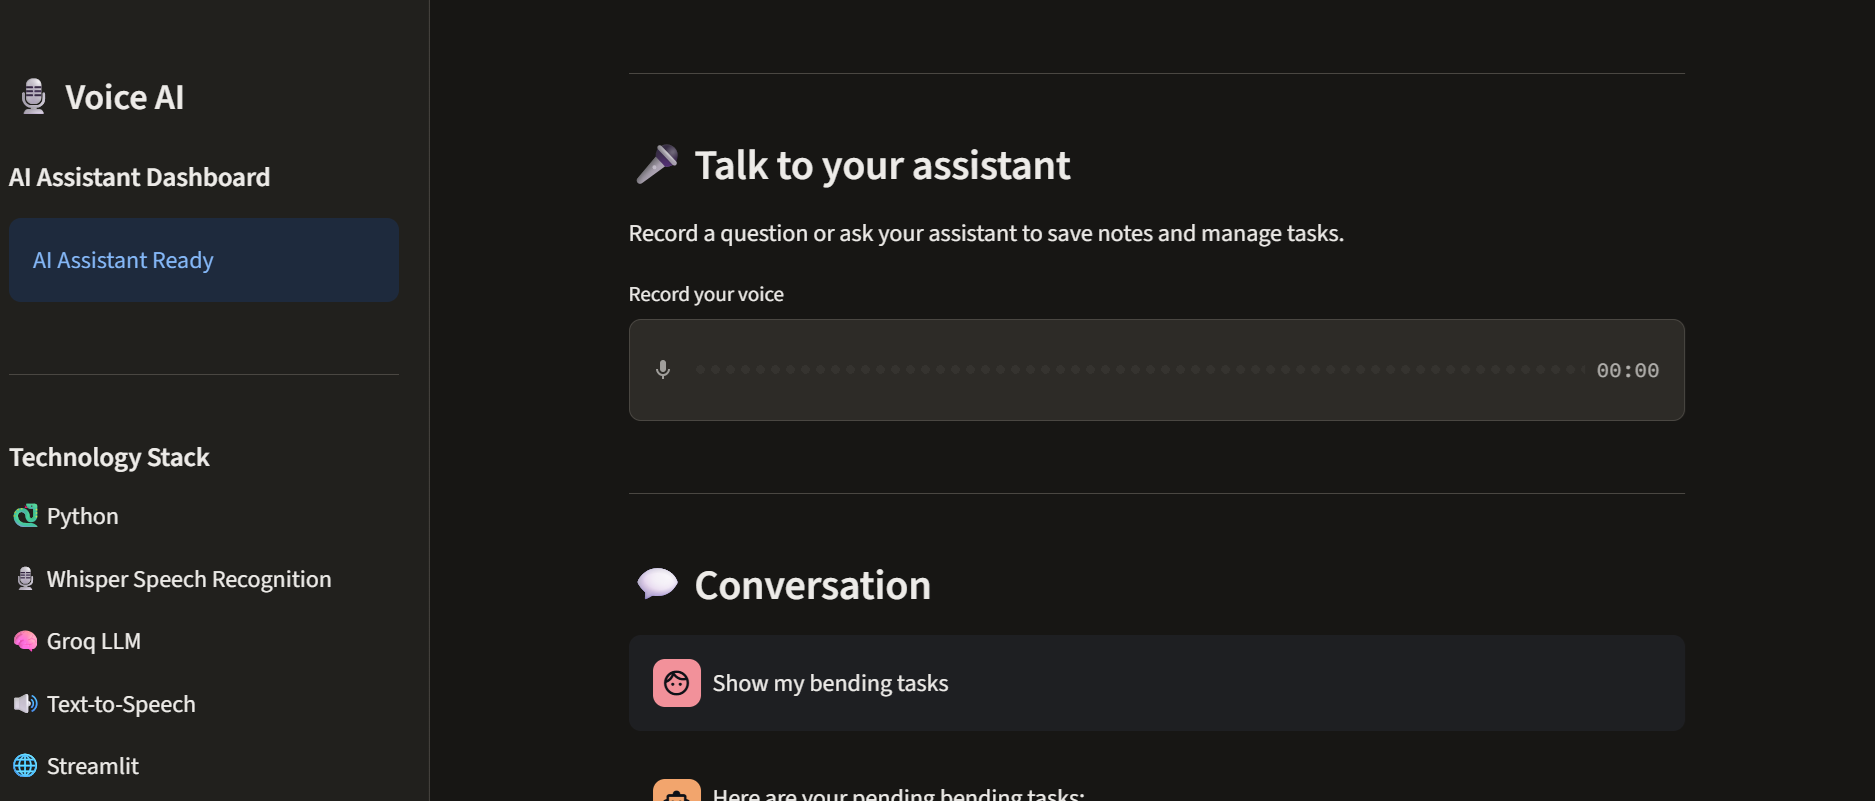 Voice AI
AI Assistant Dashboard
AI Assistant Ready
Technology Stack
Python
Whisper Speech Recognition
Groq LLM
Text-to-Speech
Streamlit
Talk to your assistant
Record a question or ask your assistant to save notes and manage tasks.
Record your voice
00:00
Conversation
Show my bending tasks
Here are your pending bending tasks: